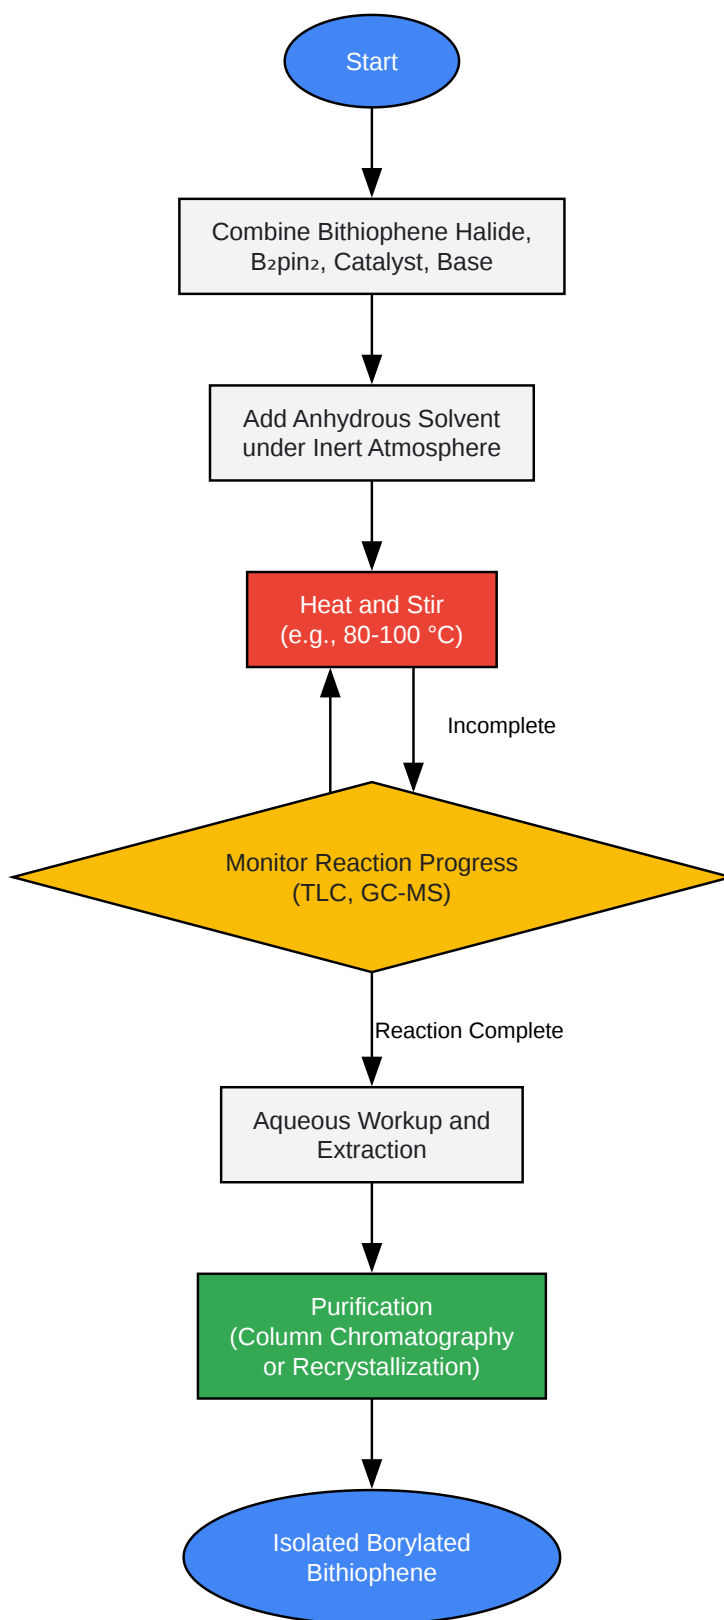 Start
Combine Bithiophene Halide,
B₂pin₂, Catalyst, Base
Add Anhydrous Solvent
under Inert Atmosphere
Heat and Stir
(e.g., 80-100 °C)
Incomplete
Monitor Reaction Progress
(TLC, GC-MS)
Reaction Complete
Aqueous Workup and
Extraction
Purification
(Column Chromatography
or Recrystallization)
Isolated Borylated
Bithiophene